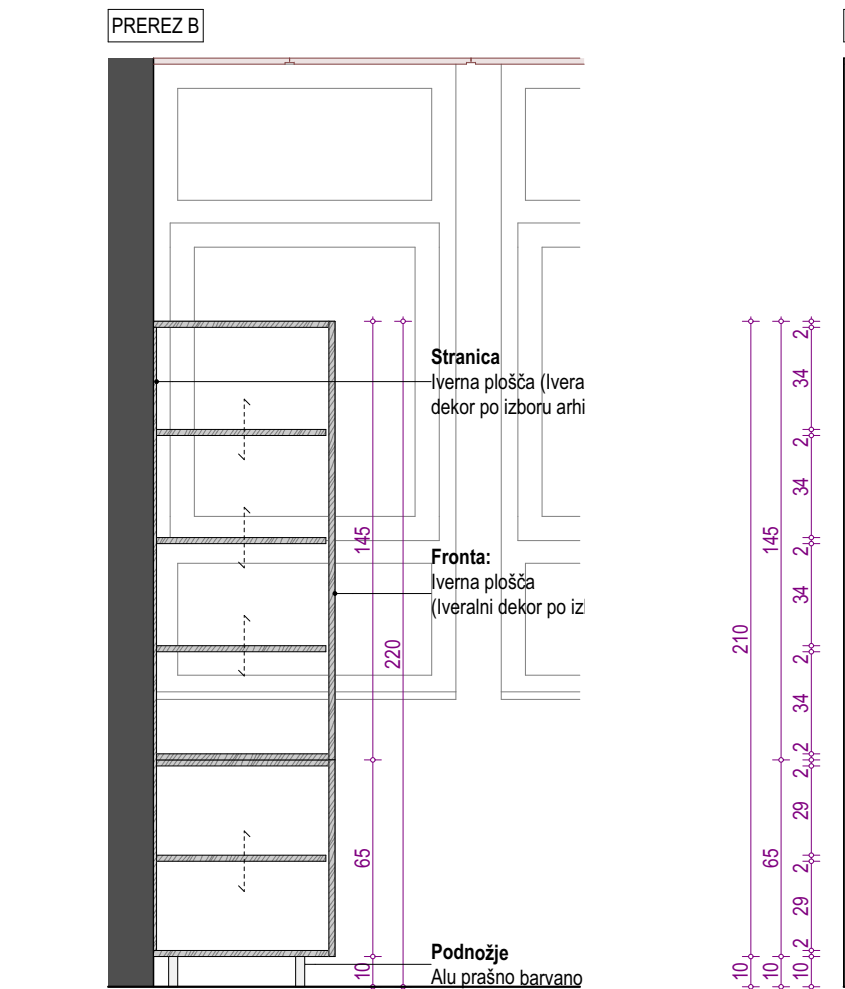 PREREZ B
Stranica
Iverna plošča (Ivera
dekor po izboru arhi
Fronta:
Iverna plošča
(Iveralni dekor po iz
Podnožje
Alu prašno barvano
145
220
65
10
210
10
145
65
10
2
34
2
34
2
34
2
34
2
2
29
2
29
2
10